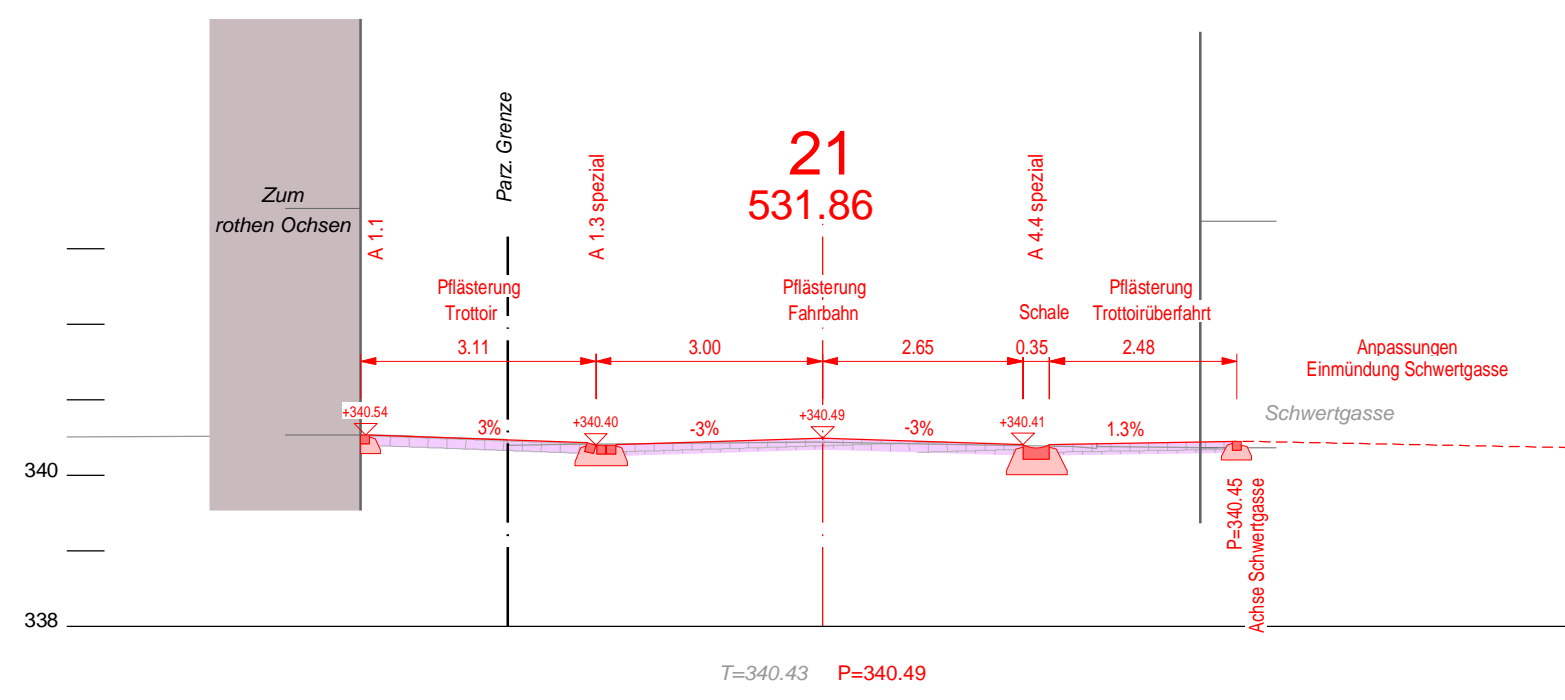 Zum
rothen Ochsen
A 1.1
Parz. Grenze
A 1.3 spezial
21
531.86
A 4.4 spezial
Pflästerung
Trottoir
Pflästerung
Fahrbahn
Schale
Pflästerung
Trottoirüberfahrt
3.11
3.00
2.65
0.35
2.48
Anpassungen
Einmündung Schwertgasse
+340.54
3%
+340.40
-3%
+340.49
-3%
+340.41
1.3%
Schwertgasse
340
P=340.45
Achse Schwertgasse
338
T=340.43
P=340.49